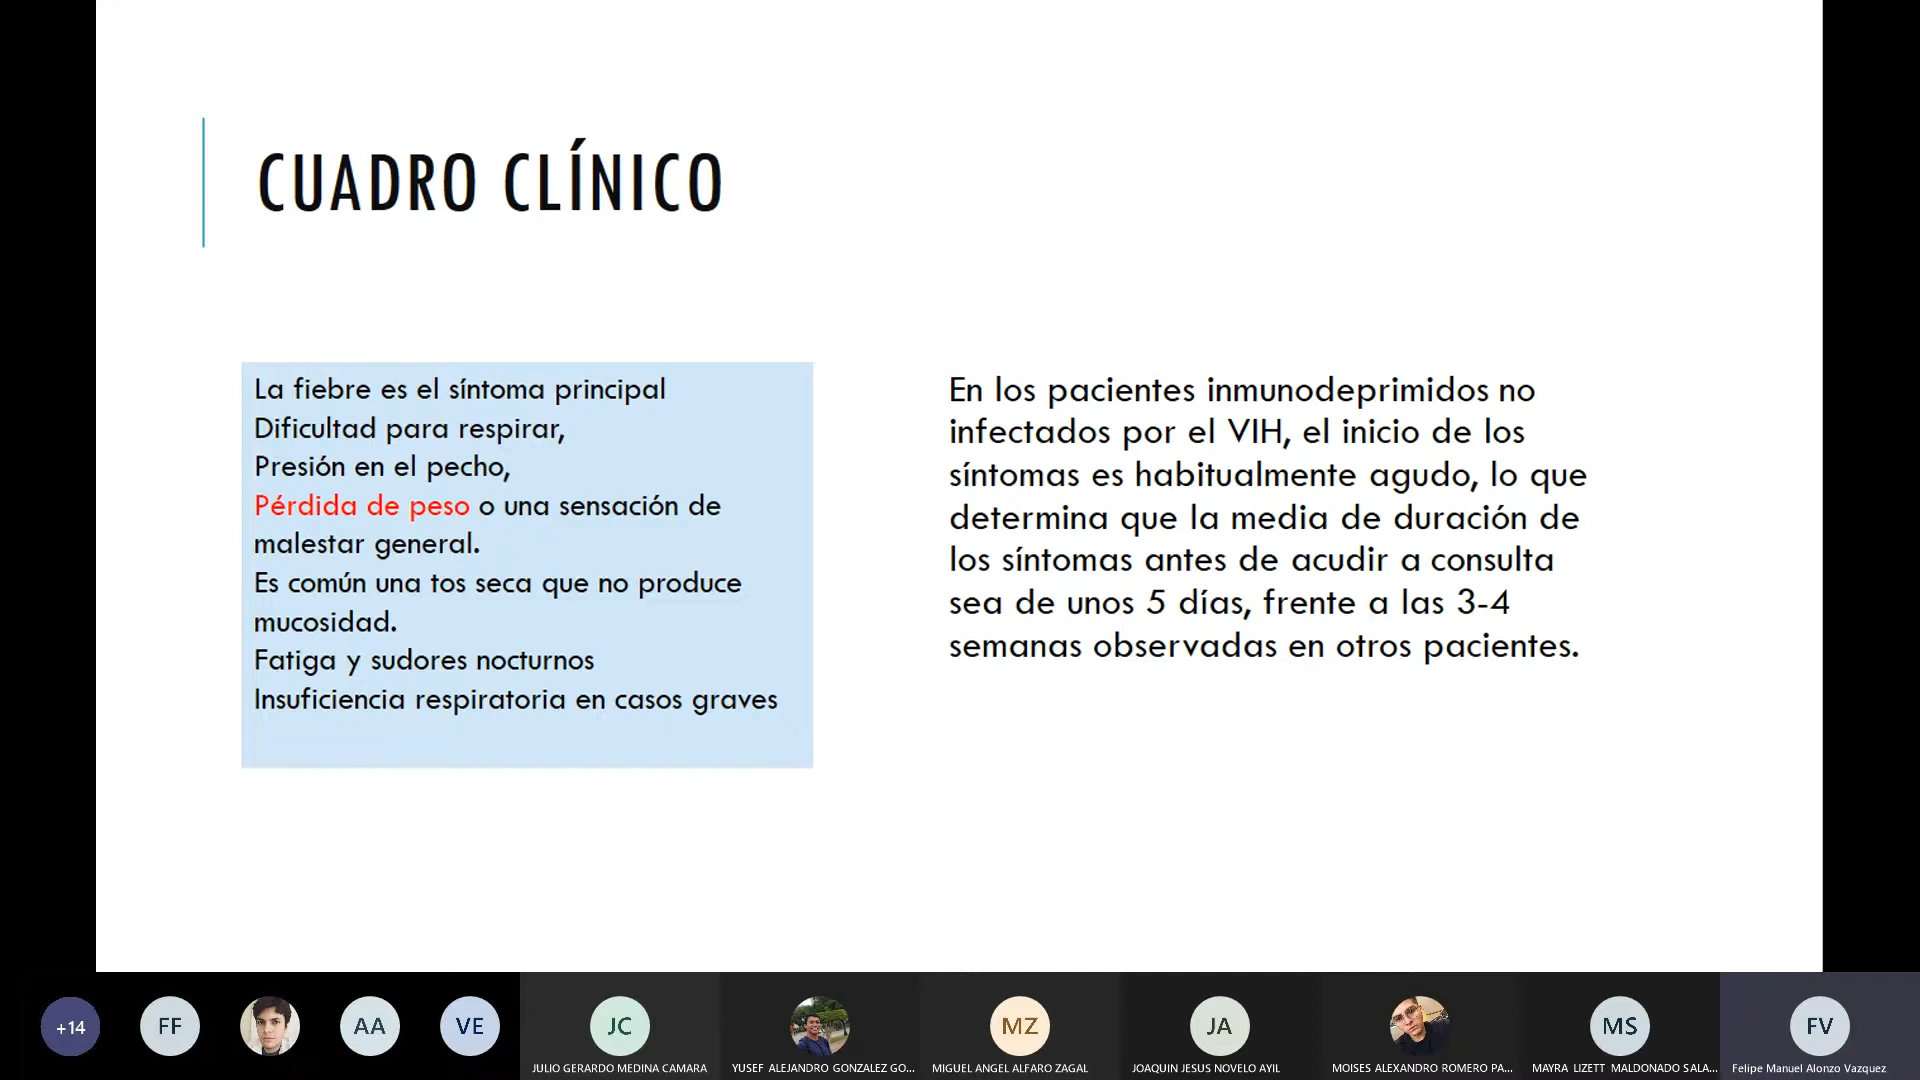 CUADRO CLÍNICO
La fiebre es el síntoma principal
Dificultad para respirar,
Presión en el pecho,
Pérdida de peso o una sensación de
malestar general.
Es común una tos seca que no produce
mucosidad.
Fatiga y sudores nocturnos
Insuficiencia respiratoria en casos graves
En los pacientes inmunodeprimidos no
infectados por el VIH, el inicio de los
síntomas es habitualmente agudo, lo que
determina que la media de duración de
los síntomas antes de acudir a consulta
sea de unos 5 días, frente a las 3-4
semanas observadas en otros pacientes.
+14
FF
AA
VE
JC
MZ
JA
MS
FV
JULIO GERARDO MEDINA CAMARA
YUSEF ALEJANDRO GONZALEZ GO...
MIGUEL ANGEL ALFARO ZAGAL
JOAQUIN JESUS NOVELO AYIL
MOISES ALEXANDRO ROMERO PA...
MAYRA LIZETT MALDONADO SALA...
Felipe Manuel Alonzo Vazquez